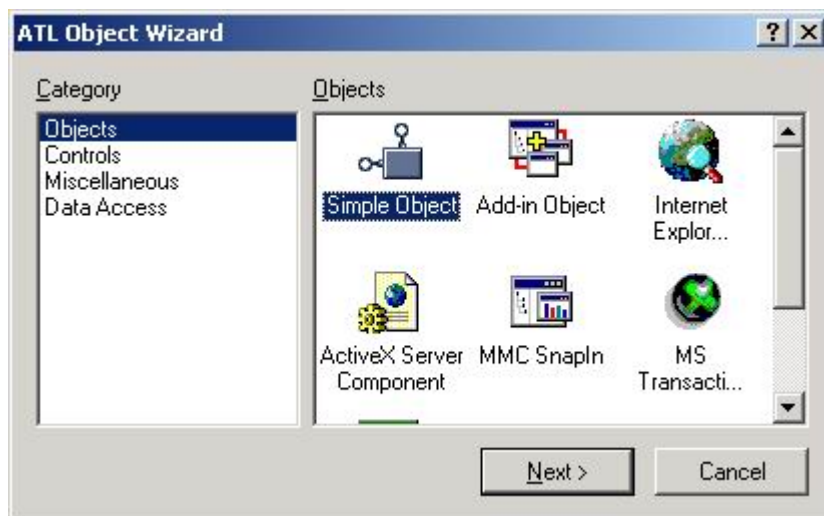 ATL Object Wizard
Category
Objects
Controls
Miscellaneous
Data Access
Objects
Simple Object
Add-in Object
Internet
Explor...
ActiveX Server
Component
MMC SnapIn
MS
Transacti...
Next >
Cancel